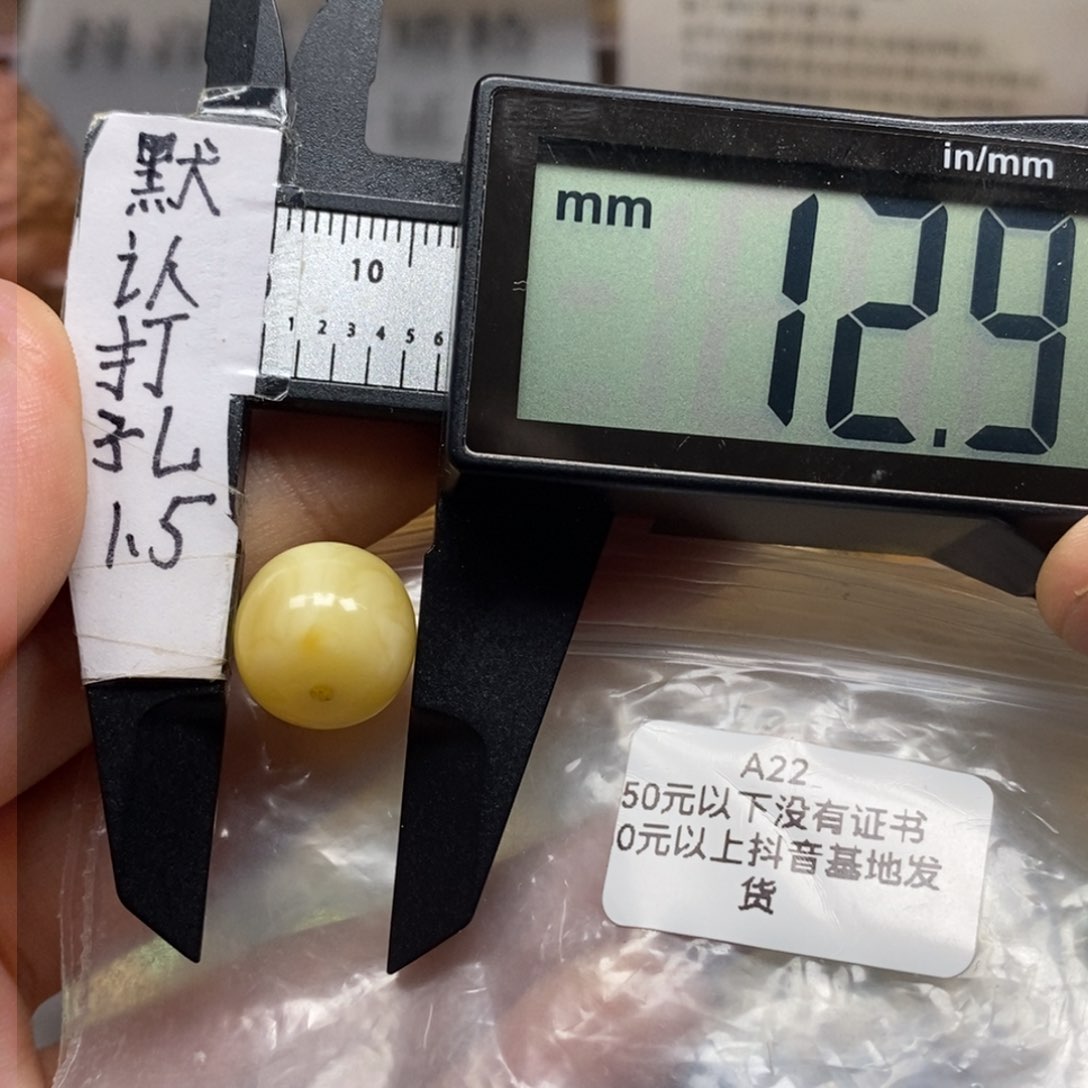 in/mm
mm
12.9
10
1 2 3 4 5 6
默
认
打
孔
1.5
A22
50元以下没有证书
0元以上抖音基地发
货